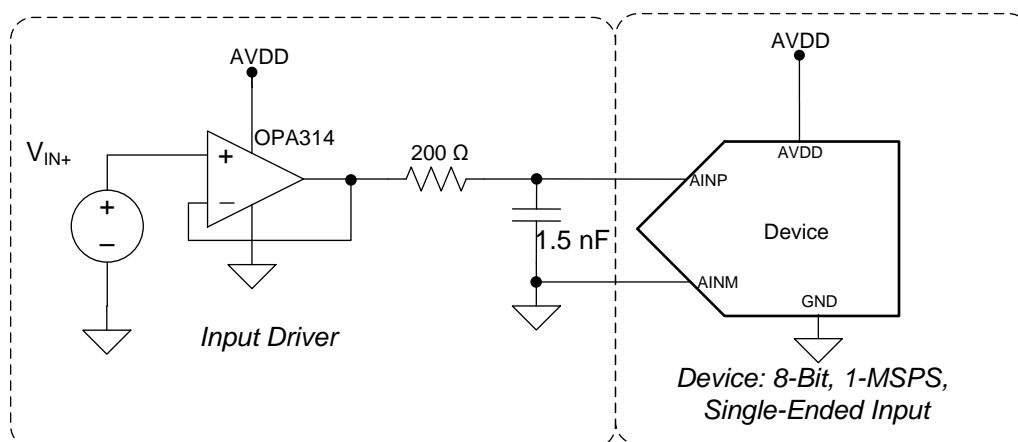 AVDD
OPA314
VIN+
+
−
+
−
200 Ω
1.5 nF
Input Driver
AVDD
AVDD
AINP
Device
AINM
GND
Device: 8-Bit, 1-MSPS,
Single-Ended Input